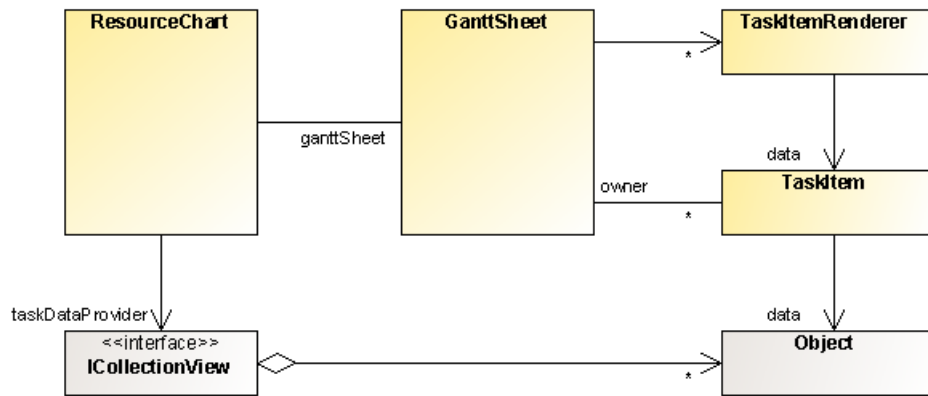 ResourceChart
GanttSheet
TaskItemRenderer
*
ganttSheet
data
TaskItem
owner
*
taskDataProvider
data
<<interface>>
ICollectionView
Object
*